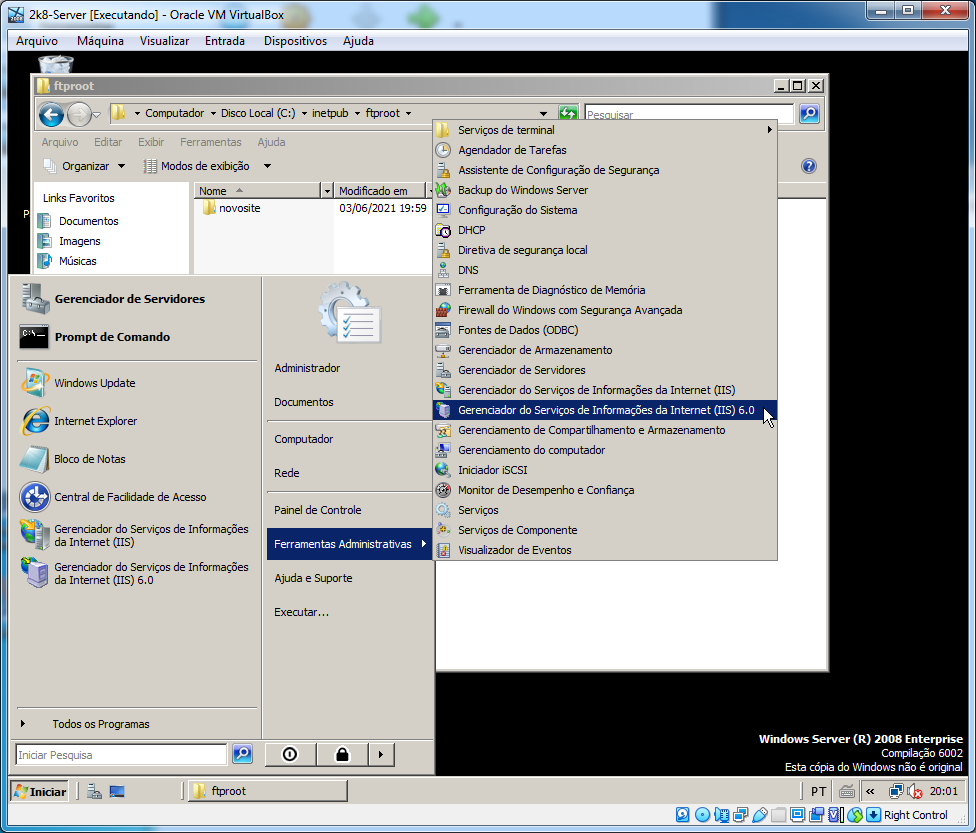 2k8-Server [Executando] - Oracle VM VirtualBox
Arquivo Máquina Visualizar Entrada Dispositivos Ajuda
ftproot
Computador Disco Local (C:) inetpub ftproot
Pesquisar
Arquivo Editar Exibir Ferramentas Ajuda
Organizar Modos de exibição
Links Favoritos
Documentos
Imagens
Músicas
Nome Modificado em
novosite 03/06/2021 19:59
P
Gerenciador de Servidores
Prompt de Comando
Windows Update
Internet Explorer
Bloco de Notas
Central de Facilidade de Acesso
Gerenciador do Serviços de Informações
da Internet (IIS)
Gerenciador do Serviços de Informações
da Internet (IIS) 6.0
Todos os Programas
Iniciar Pesquisa
Administrador
Documentos
Computador
Rede
Painel de Controle
Ferramentas Administrativas
Ajuda e Suporte
Executar...
Serviços de terminal
Agendador de Tarefas
Assistente de Configuração de Segurança
Backup do Windows Server
Configuração do Sistema
DHCP
Diretiva de segurança local
DNS
Ferramenta de Diagnóstico de Memória
Firewall do Windows com Segurança Avançada
Fontes de Dados (ODBC)
Gerenciador de Armazenamento
Gerenciador de Servidores
Gerenciador do Serviços de Informações da Internet (IIS)
Gerenciador do Serviços de Informações da Internet (IIS) 6.0
Gerenciamento de Compartilhamento e Armazenamento
Gerenciamento do computador
Iniciador iSCSI
Monitor de Desempenho e Confiança
Serviços
Serviços de Componente
Visualizador de Eventos
Windows Server (R) 2008 Enterprise
Compilação 6002
Esta cópia do Windows não é original
Iniciar ftproot PT « 20:01
Right Control